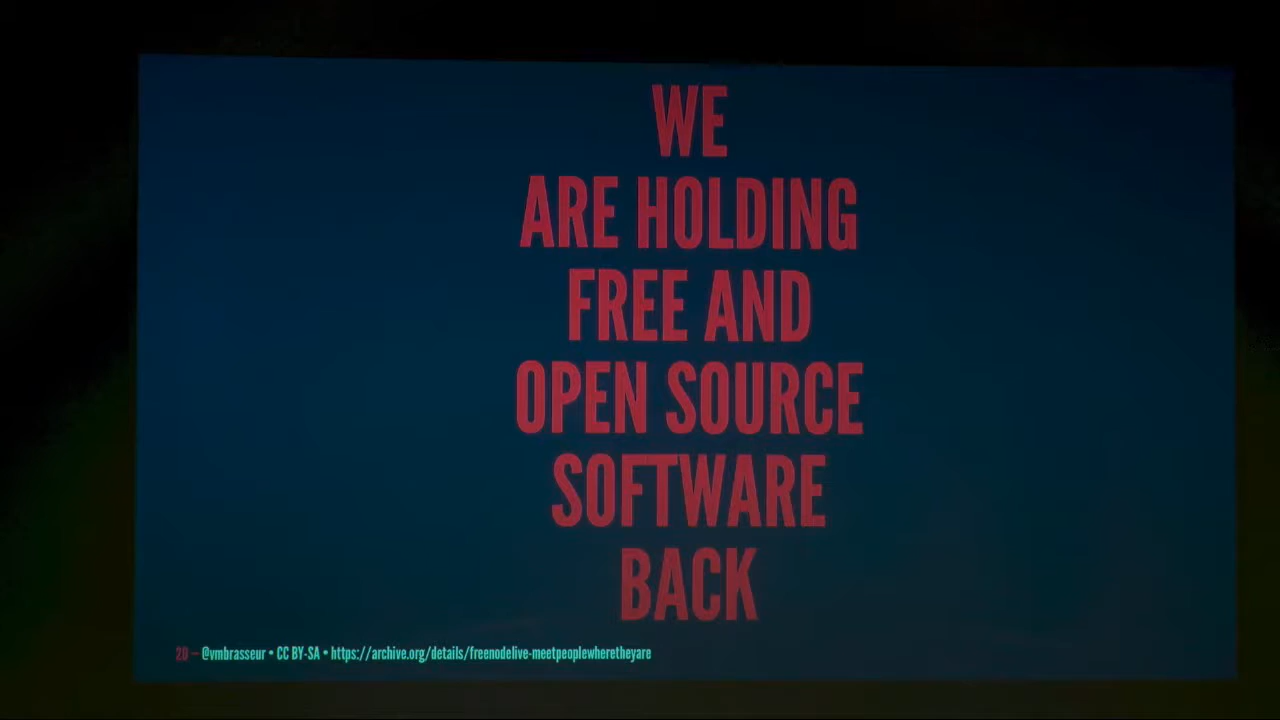 WE
ARE HOLDING
FREE AND
OPEN SOURCE
SOFTWARE
BACK
20 — @vmbrasseur • CC BY-SA • https://archive.org/details/freenodelive-meetpeoplewheretheyare